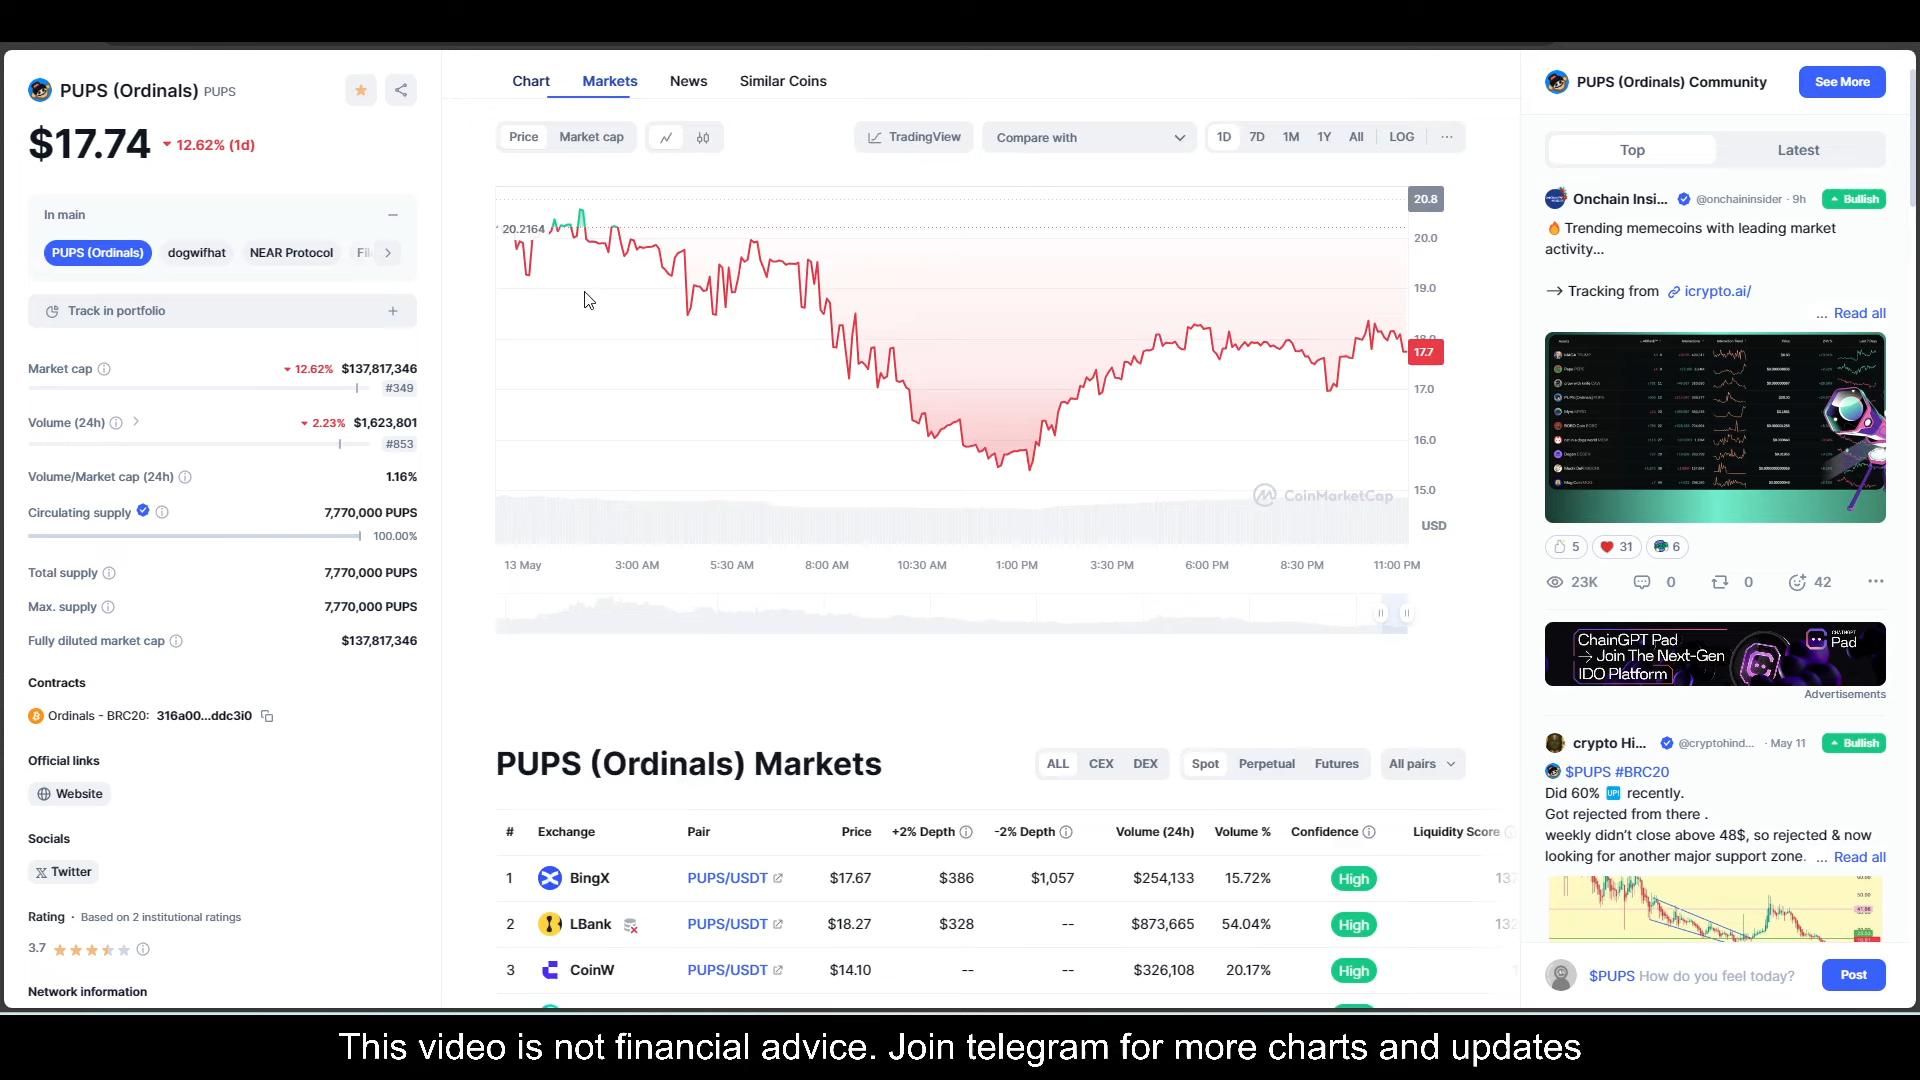 PUPS (Ordinals) PUPS
$17.74 12.62% (1d)
In main
PUPS (Ordinals) dogwifhat NEAR Protocol
Track in portfolio +
Market cap 12.62% $137,817,346
#349
Volume (24h) 2.23% $1,623,801
#853
Volume/Market cap (24h) 1.16%
Circulating supply 7,770,000 PUPS
100.00%
Total supply 7,770,000 PUPS
Max. supply 7,770,000 PUPS
Fully diluted market cap $137,817,346
Contracts
Ordinals - BRC20: 316a00...ddc3i0
Official links
Website
Socials
Twitter
Rating · Based on 2 institutional ratings
3.7
Network information
Chart Markets News Similar Coins
Price Market cap TradingView Compare with 1D 7D 1M 1Y All LOG ...
20.8
20.2164
20.0
19.0
18.0
17.7
17.0
16.0
15.0
CoinMarketCap
USD
13 May 3:00 AM 5:30 AM 8:00 AM 10:30 AM 1:00 PM 3:30 PM 6:00 PM 8:30 PM 11:00 PM
PUPS (Ordinals) Markets
ALL CEX DEX Spot Perpetual Futures All pairs
# Exchange Pair Price +2% Depth -2% Depth Volume (24h) Volume % Confidence Liquidity Score
1 BingX PUPS/USDT $17.67 $386 $1,057 $254,133 15.72% High
2 LBank PUPS/USDT $18.27 $328 -- $873,665 54.04% High
3 CoinW PUPS/USDT $14.10 -- -- $326,108 20.17% High
PUPS (Ordinals) Community See More
Top Latest
Onchain Insi... @onchaininsider · 9h Bullish
🔥 Trending memecoins with leading market
activity...
→ Tracking from icrypto.ai/
... Read all
5 31 6
23K 0 0 42 ...
ChainGPT Pad
→ Join The Next-Gen
IDO Platform
Pad
Advertisements
crypto Hi... @cryptohind... · May 11 Bullish
$PUPS #BRC20
Did 60% UP! recently.
Got rejected from there .
weekly didn't close above 48$, so rejected & now
looking for another major support zone. ... Read all
$PUPS How do you feel today? Post
This video is not financial advice. Join telegram for more charts and updates